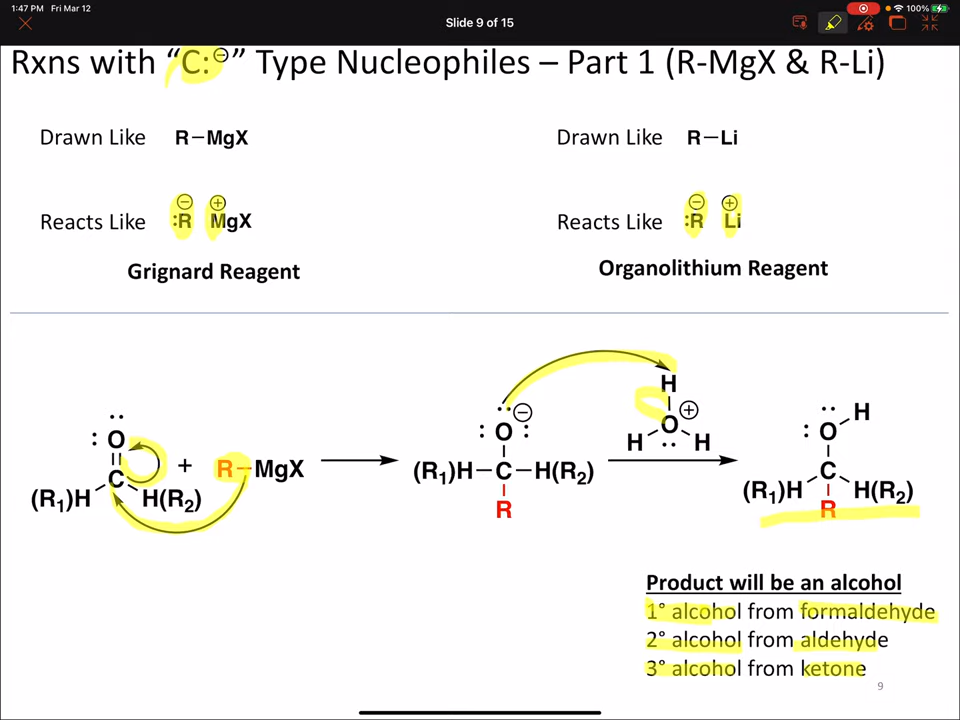 1:47 PM Fri Mar 12
100%
Slide 9 of 15
Rxns with “C:⊖” Type Nucleophiles – Part 1 (R-MgX & R-Li)
Drawn Like R–MgX
Drawn Like R–Li
Reacts Like :R⊖ ⊕MgX
Reacts Like :R⊖ ⊕Li
Grignard Reagent
Organolithium Reagent
:O
C
(R₁)H H(R₂)
+ R–MgX
:O:⊖
(R₁)H–C–H(R₂)
R
H
O⊕
H H
:O H
C
(R₁)H H(R₂)
R
Product will be an alcohol
1° alcohol from formaldehyde
2° alcohol from aldehyde
3° alcohol from ketone
9